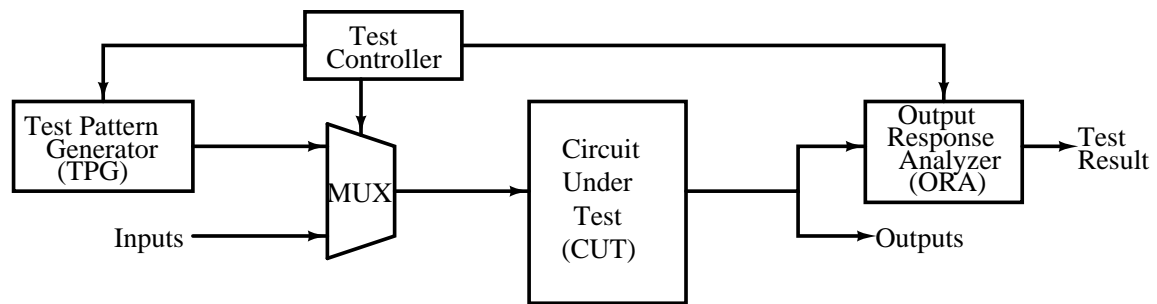 Test
Controller
Test Pattern
Generator
(TPG)
MUX
Inputs
Circuit
Under
Test
(CUT)
Output
Response
Analyzer
(ORA)
Test
Result
Outputs